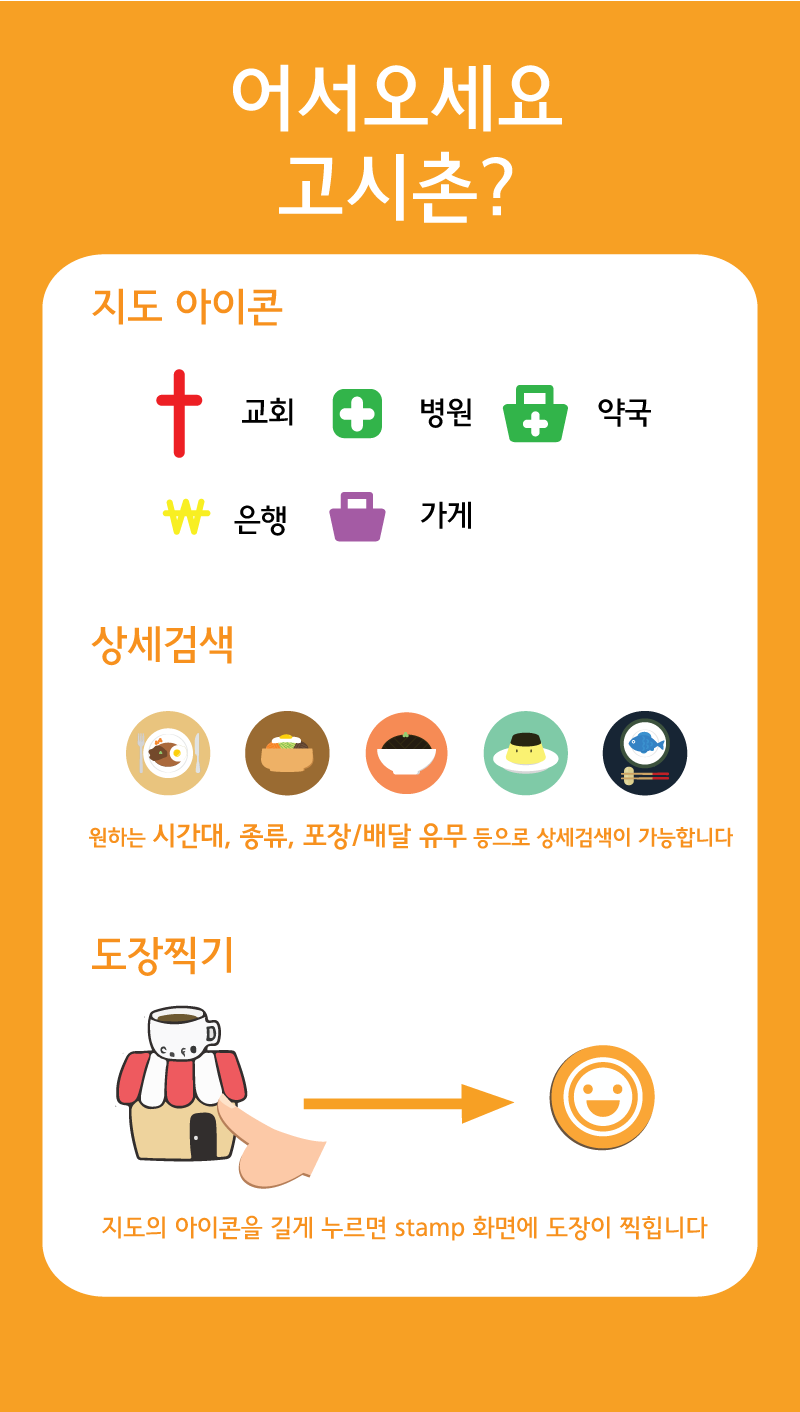 어서오세요
고시촌?
지도 아이콘
교회 병원 약국
은행 가게
상세검색
원하는 시간대, 종류, 포장/배달 유무 등으로 상세검색이 가능합니다
도장찍기
지도의 아이콘을 길게 누르면 stamp 화면에 도장이 찍힙니다